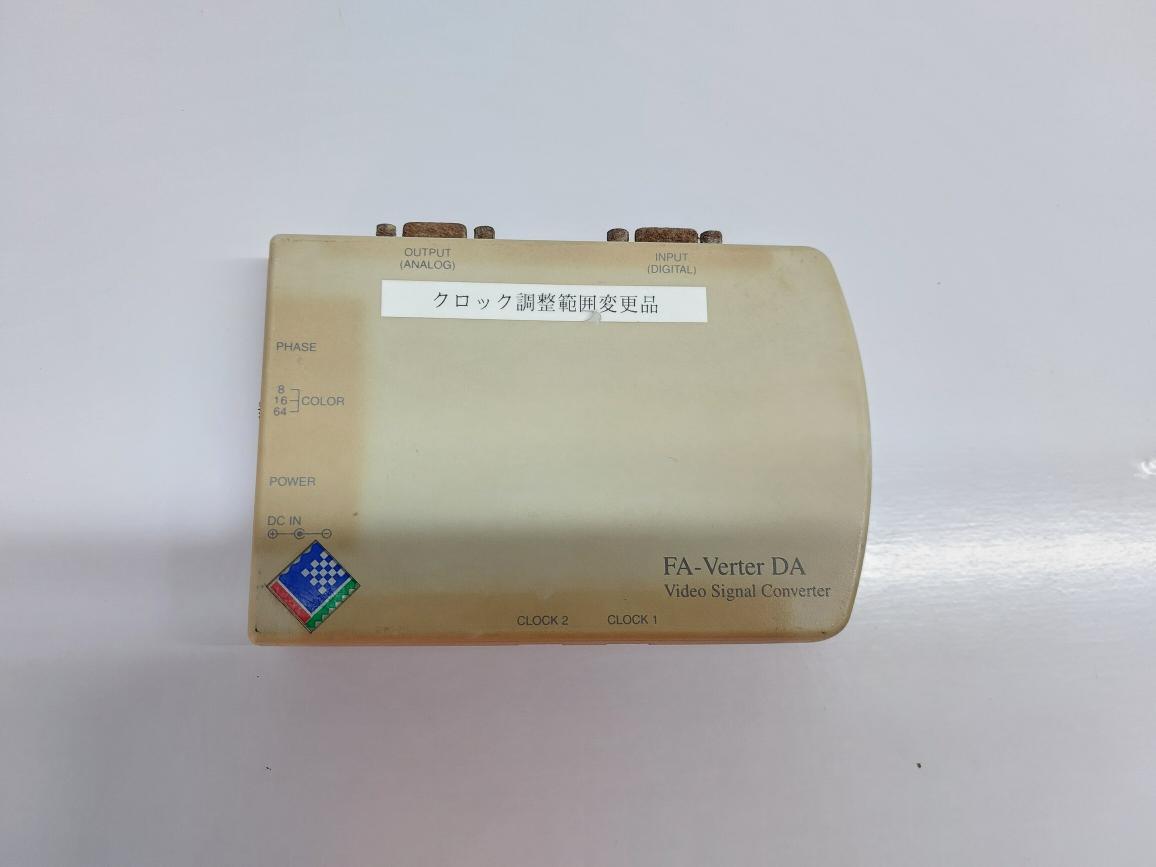 OUTPUT
(ANALOG)
INPUT
(DIGITAL)
クロック調整範囲変更品
PHASE
8
16
64
COLOR
POWER
DC IN
FA-Verter DA
Video Signal Converter
CLOCK 2
CLOCK 1